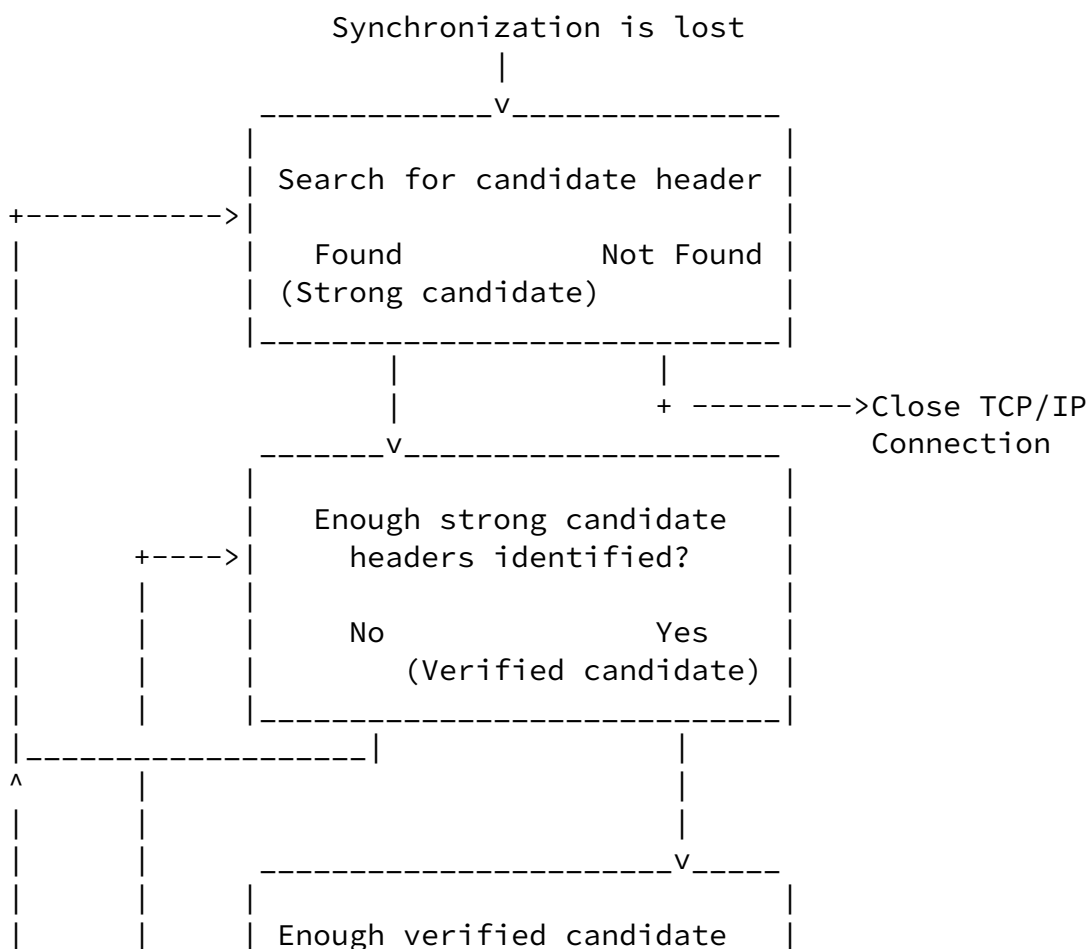 Synchronization is lost
Search for candidate header
Found Not Found
(Strong candidate)
Close TCP/IP
Connection
Enough strong candidate
headers identified?
No Yes
(Verified candidate)
Enough verified candidate